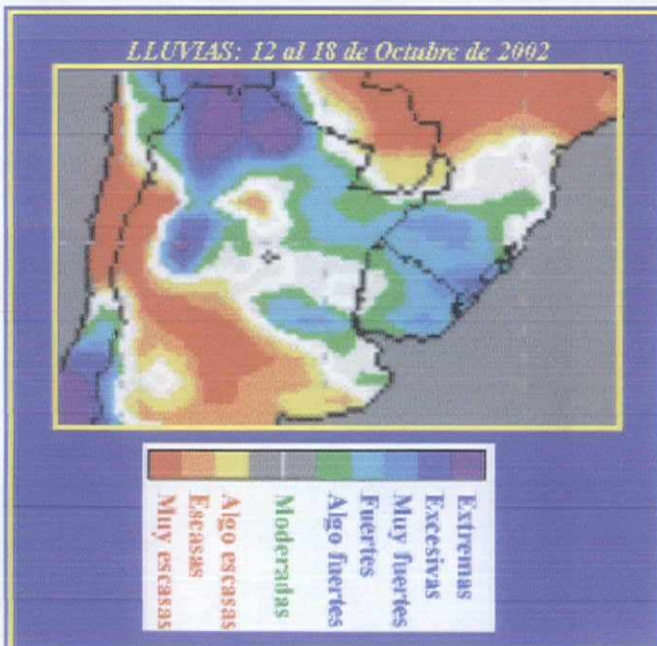 LLUVIAS: 12 al 18 de Octubre de 2002
Extremas
Excesivas
Muy fuertes
Fuertes
Algo fuertes
Moderadas
Algo escasas
Escasas
Muy escasas